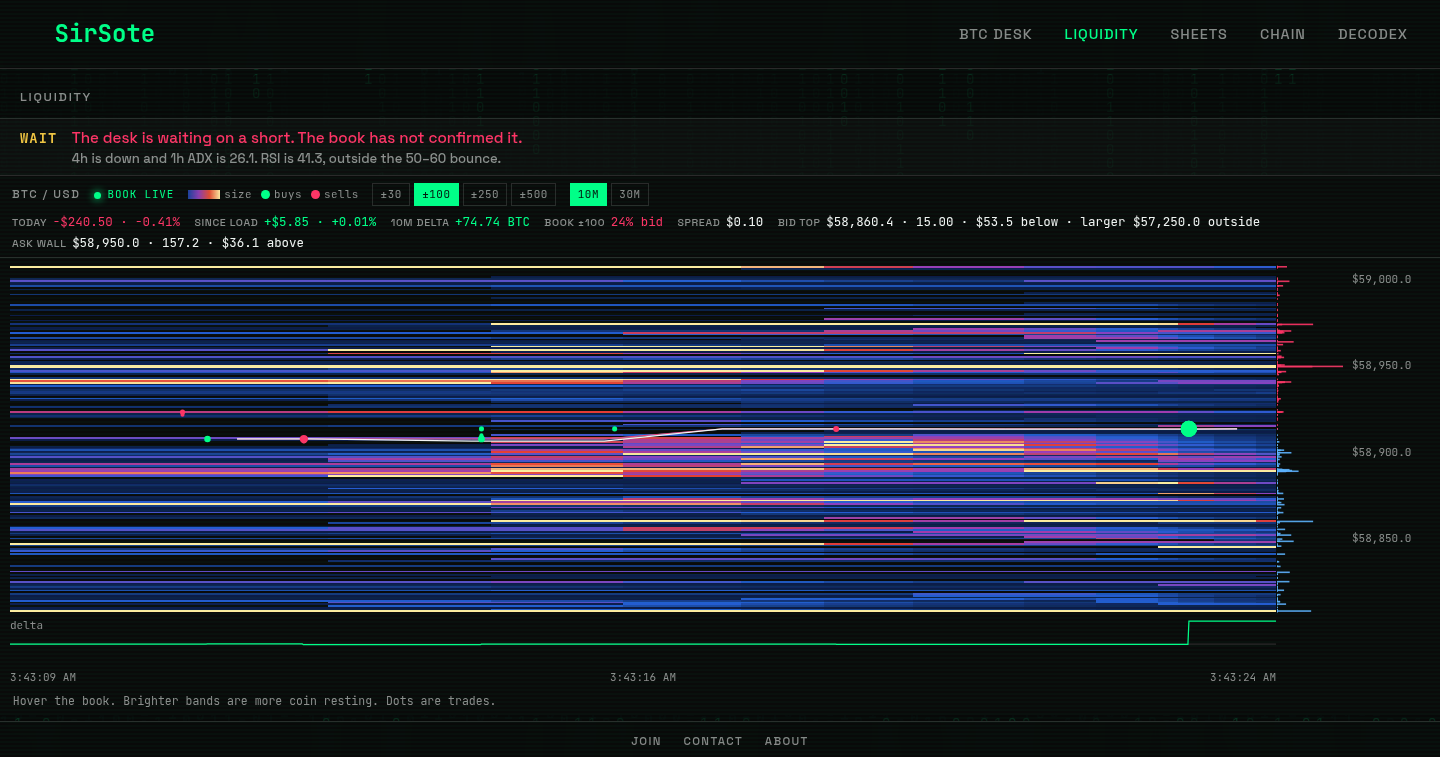 SirSote
BTC DESK LIQUIDITY SHEETS CHAIN DECODEX
LIQUIDITY
WAIT The desk is waiting on a short. The book has not confirmed it.
4h is down and 1h ADX is 26.1. RSI is 41.3, outside the 50–60 bounce.
BTC / USD BOOK LIVE size buys sells ±30 ±100 ±250 ±500 10M 30M
TODAY -$240.50 · -0.41% SINCE LOAD +$5.85 · +0.01% 10M DELTA +74.74 BTC BOOK ±100 24% bid SPREAD $0.10 BID TOP $58,860.4 · 15.00 · $53.5 below · larger $57,250.0 outside
ASK WALL $58,950.0 · 157.2 · $36.1 above
$59,000.0
$58,950.0
$58,900.0
$58,850.0
delta
3:43:09 AM 3:43:16 AM 3:43:24 AM
Hover the book. Brighter bands are more coin resting. Dots are trades.
JOIN CONTACT ABOUT